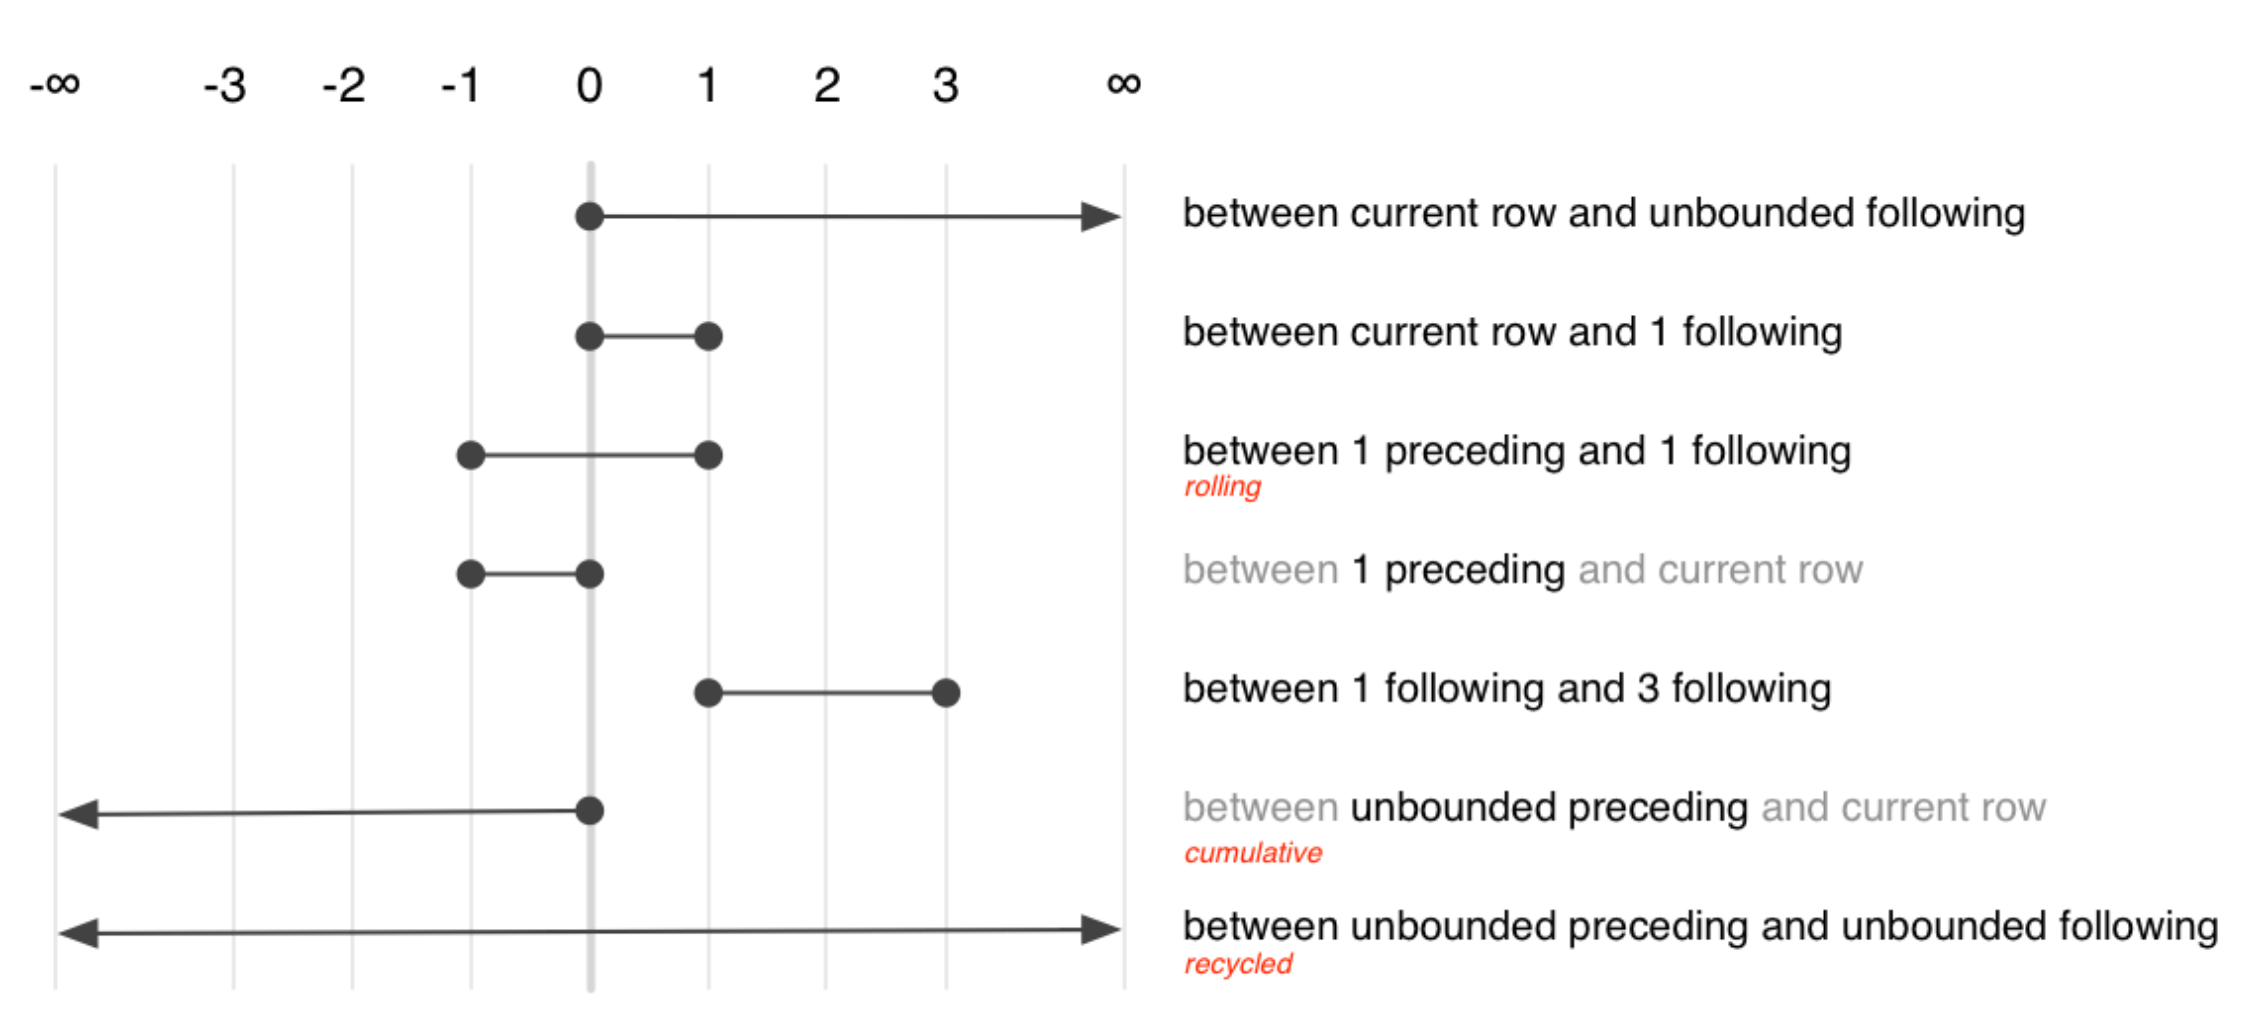 -∞ -3 -2 -1 0 1 2 3 ∞
between current row and unbounded following
between current row and 1 following
between 1 preceding and 1 following
rolling
between 1 preceding and current row
between 1 following and 3 following
between unbounded preceding and current row
cumulative
between unbounded preceding and unbounded following
recycled